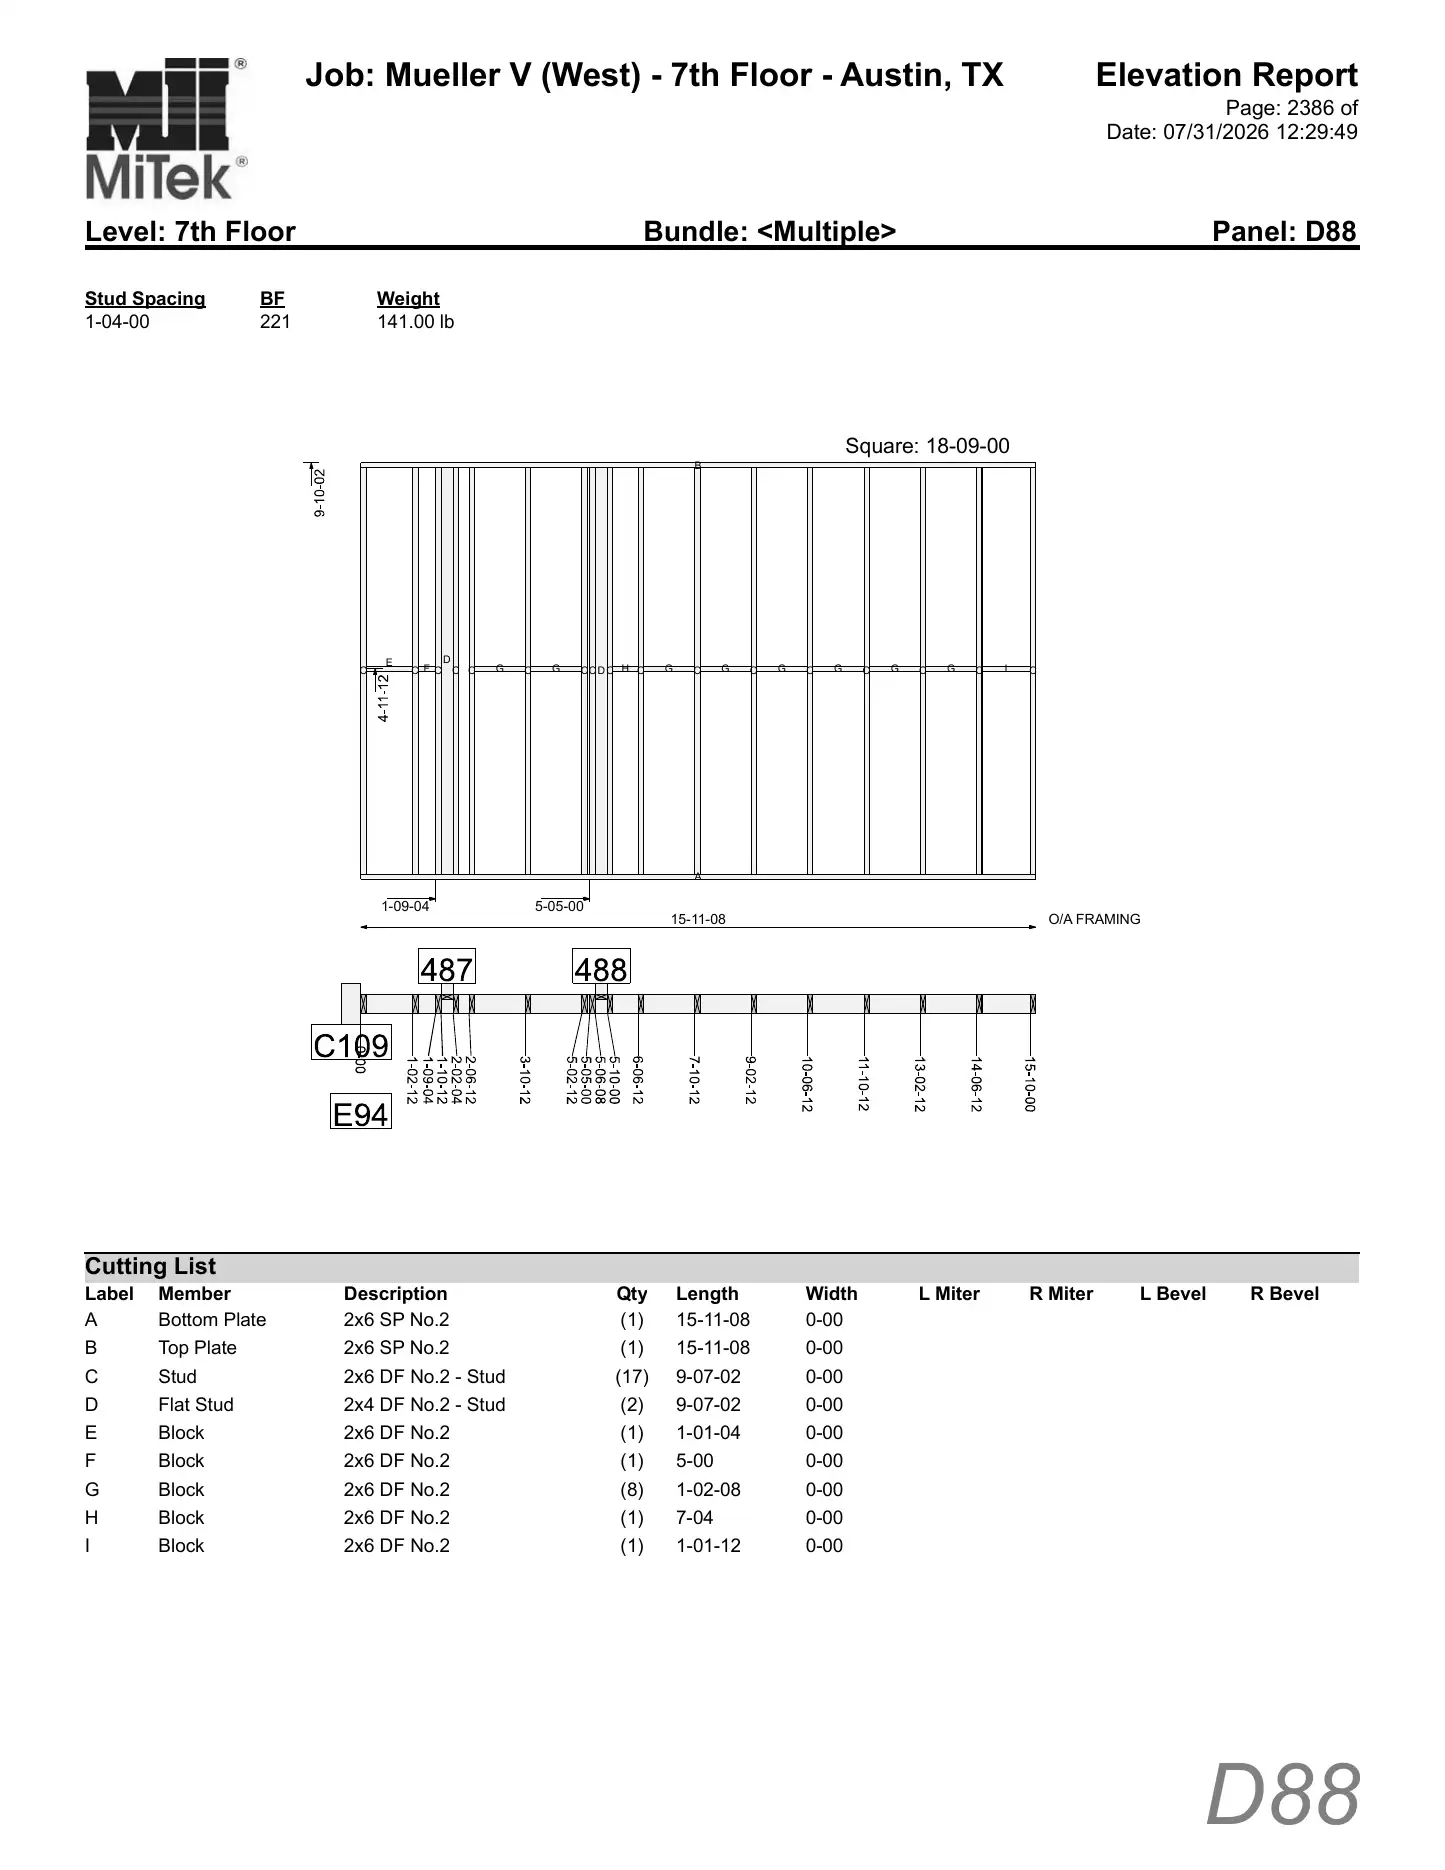 Job: Mueller V (West) - 7th Floor - Austin, TX
Elevation Report
Page: 2386 of
Date: 07/31/2026 12:29:49
MiTek®
Level: 7th Floor Bundle: <Multiple> Panel: D88
Stud Spacing BF Weight
1-04-00 221 141.00 lb
Square: 18-09-00
B
9-10-02
E F D G G D H G G G G G G I
4-11-12
A
1-09-04 5-05-00
15-11-08 O/A FRAMING
487 488
C109
1-02-12 1-09-04 1-10-12 2-02-04 2-06-12 3-10-12 5-02-12 5-05-00 5-06-08 5-10-00 6-06-12 7-10-12 9-02-12 10-06-12 11-10-12 13-02-12 14-06-12 15-10-00
E94
Cutting List
Label Member Description Qty Length Width L Miter R Miter L Bevel R Bevel
A Bottom Plate 2x6 SP No.2 (1) 15-11-08 0-00
B Top Plate 2x6 SP No.2 (1) 15-11-08 0-00
C Stud 2x6 DF No.2 - Stud (17) 9-07-02 0-00
D Flat Stud 2x4 DF No.2 - Stud (2) 9-07-02 0-00
E Block 2x6 DF No.2 (1) 1-01-04 0-00
F Block 2x6 DF No.2 (1) 5-00 0-00
G Block 2x6 DF No.2 (8) 1-02-08 0-00
H Block 2x6 DF No.2 (1) 7-04 0-00
I Block 2x6 DF No.2 (1) 1-01-12 0-00
D88